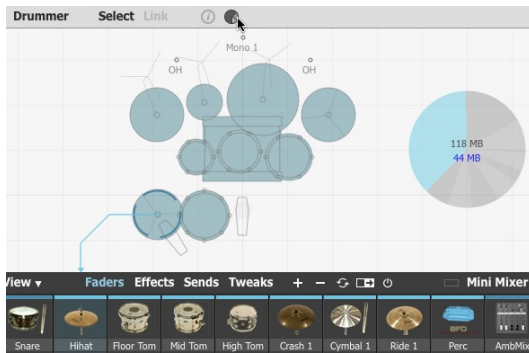 Drummer Select Link i
Mono 1
OH OH
118 MB
44 MB
View ▾ Faders Effects Sends Tweaks + − Mini Mixer
Snare Hihat Floor Tom Mid Tom High Tom Crash 1 Cymbal 1 Ride 1 Perc AmbMix
BFD